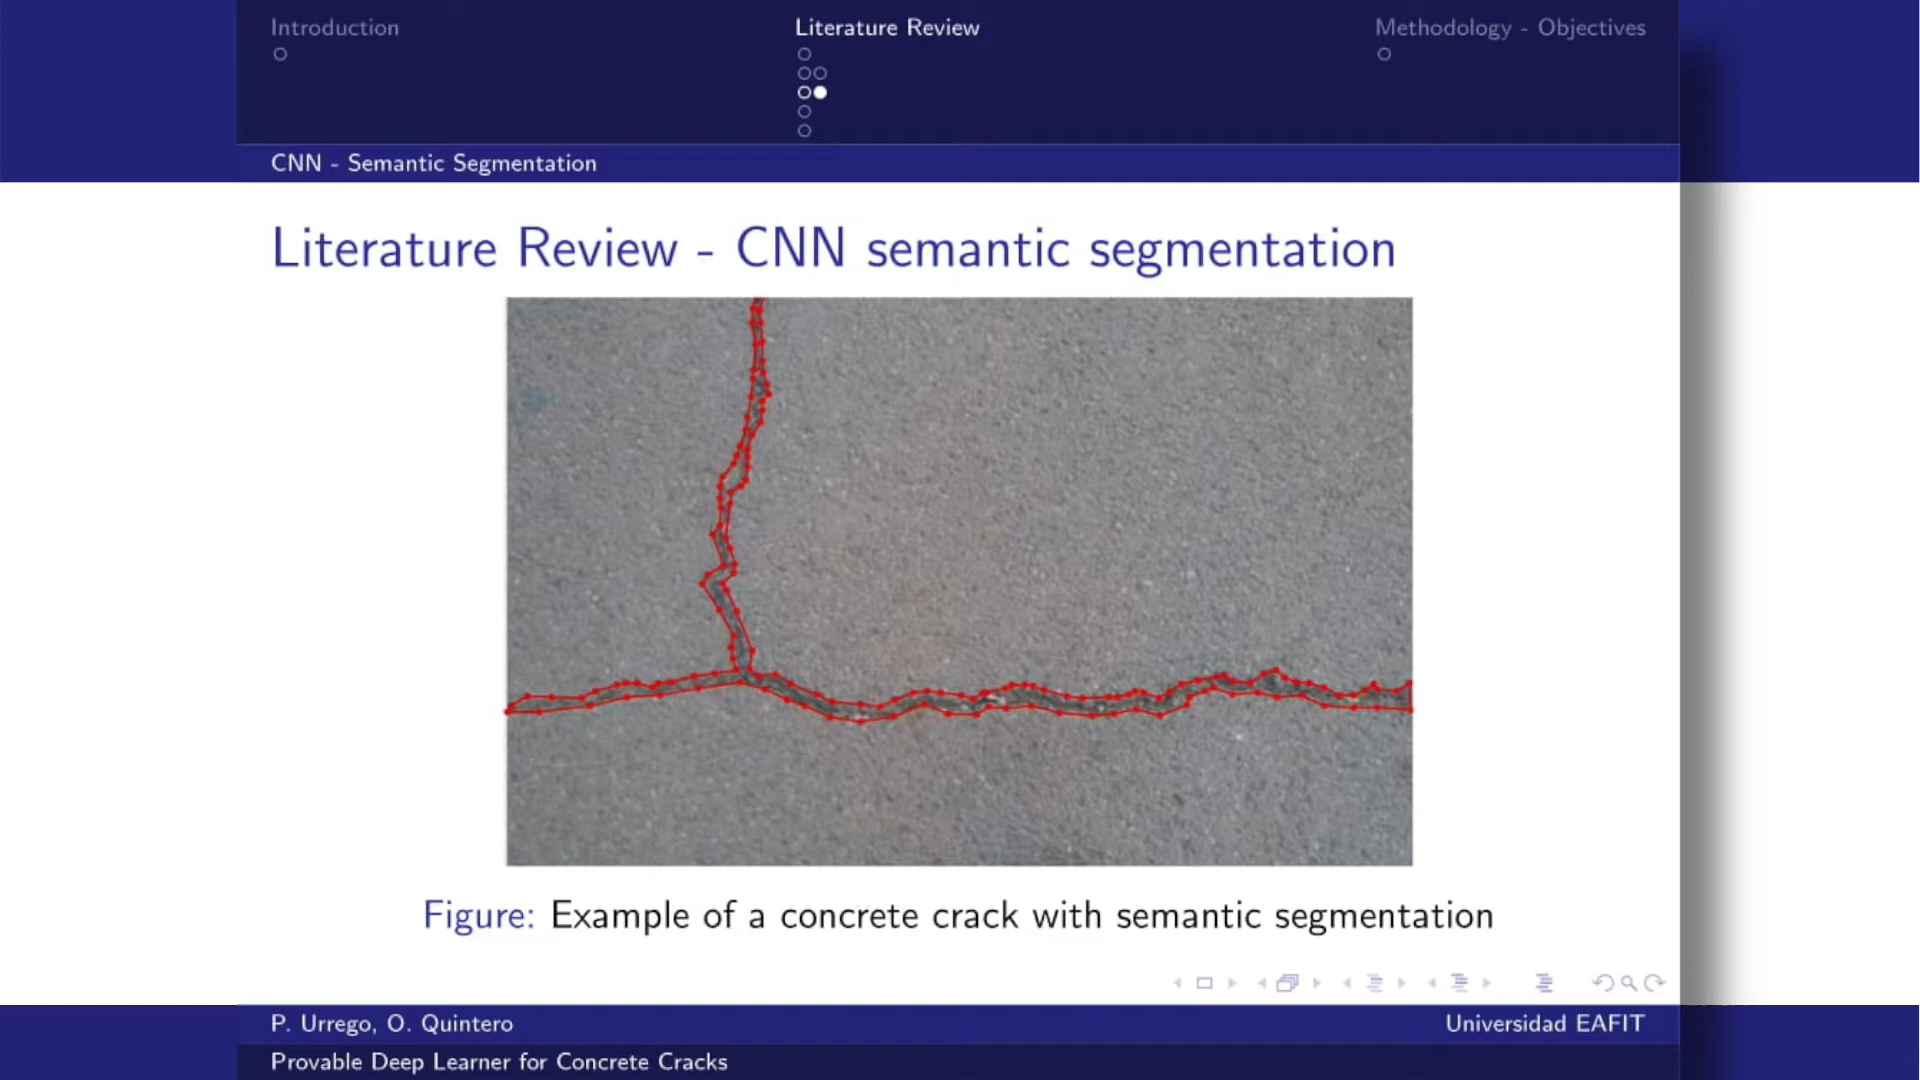 Introduction
Literature Review
Methodology - Objectives
CNN - Semantic Segmentation
Literature Review - CNN semantic segmentation
Figure: Example of a concrete crack with semantic segmentation
P. Urrego, O. Quintero
Universidad EAFIT
Provable Deep Learner for Concrete Cracks